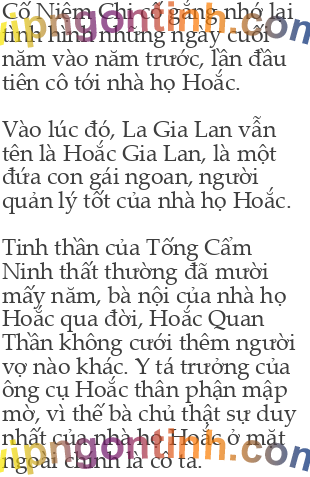 Cố Niệm Chi cố gắng nhớ lại
tình hình những ngày cuối
năm vào năm trước, lần đầu
tiên cô tới nhà họ Hoắc.
Vào lúc đó, La Gia Lan vẫn
tên là Hoắc Gia Lan, là một
đứa con gái ngoan, người
quản lý tốt của nhà họ Hoắc.
Tinh thần của Tống Cẩm
Ninh thất thường đã mười
mấy năm, bà nội của nhà họ
Hoắc qua đời, Hoắc Quan
Thần không cưới thêm người
vợ nào khác. Y tá trưởng của
ông cụ Hoắc thân phận mập
mờ, vì thế bà chủ thật sự duy
nhất của nhà họ Hoắc ở mặt
ngoài chính là cô ta.
vipngontinh.com
vipngontinh.com